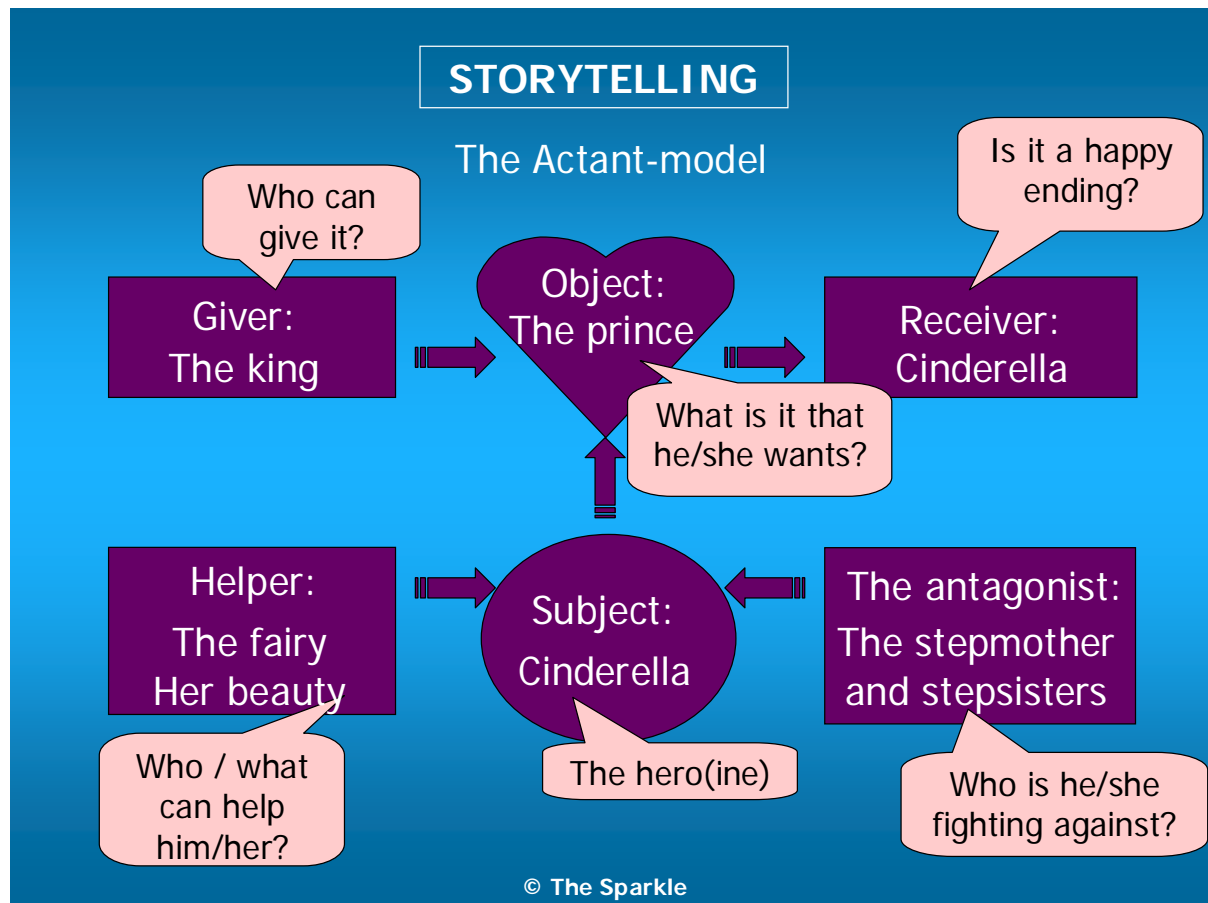 STORYTELLING
The Actant-model
Who can
give it?
Is it a happy
ending?
Giver:
The king
Object:
The prince
Receiver:
Cinderella
What is it that
he/she wants?
Helper:
The fairy
Her beauty
Subject:
Cinderella
The antagonist:
The stepmother
and stepsisters
Who / what
can help
him/her?
The hero(ine)
Who is he/she
fighting against?
© The Sparkle